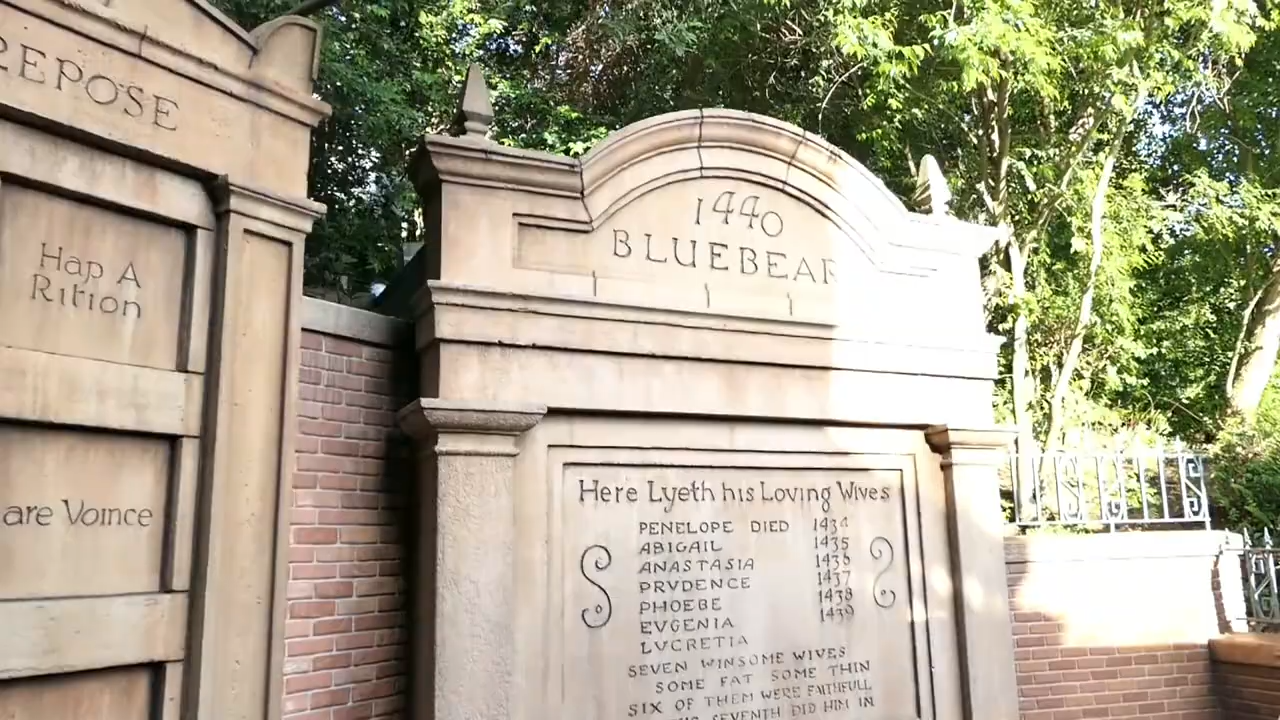 REPOSE
Hap A
Rition
are Voince
1440
BLUEBEAR
Here Lyeth his Loving Wives
PENELOPE DIED 1434
ABIGAIL 1435
ANASTASIA 1436
PRVDENCE 1437
PHOEBE 1438
EVGENIA 1439
LVCRETIA
SEVEN WINSOME WIVES
SOME FAT SOME THIN
SIX OF THEM WERE FAITHFULL
SEVENTH DID HIM IN